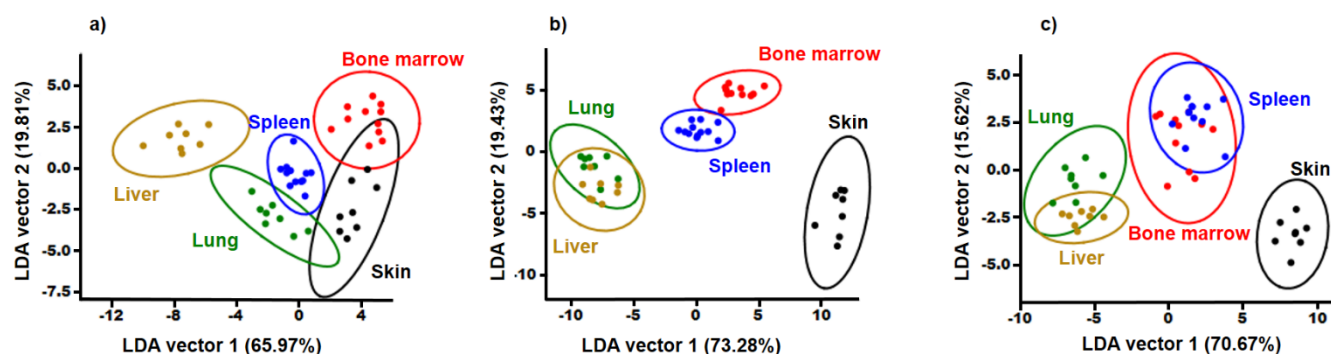 a)
LDA vector 2 (19.81%)
5.0
2.5
0.0
-2.5
-5.0
-7.5
Bone marrow
Spleen
Liver
Lung
Skin
-12
-8
-4
0
4
LDA vector 1 (65.97%)
b)
LDA vector 2 (19.43%)
5
0
-5
-10
Bone marrow
Lung
Skin
Spleen
Liver
-10
-5
0
5
10
LDA vector 1 (73.28%)
c)
LDA vector 2 (15.62%)
5.0
2.5
0.0
-2.5
-5.0
Spleen
Lung
Skin
Bone marrow
Liver
-10
-5
0
5
10
LDA vector 1 (70.67%)